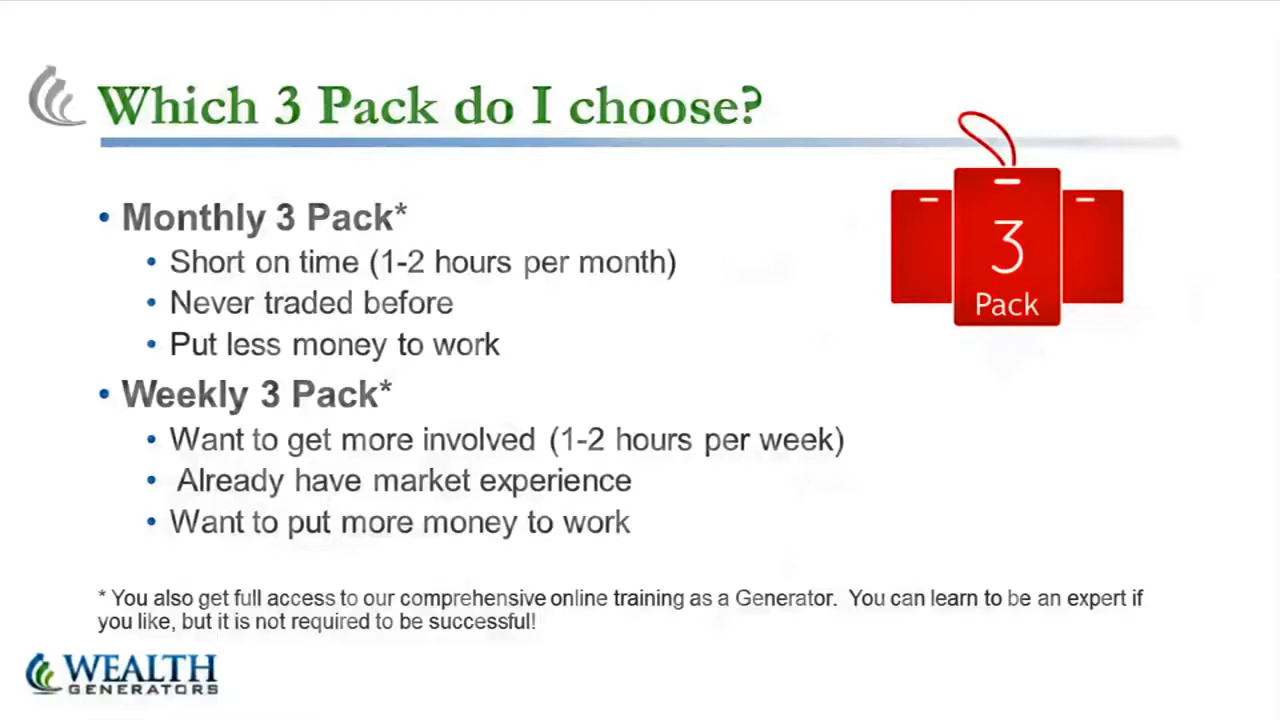 Which 3 Pack do I choose?
3
Pack
• Monthly 3 Pack*
• Short on time (1-2 hours per month)
• Never traded before
• Put less money to work
• Weekly 3 Pack*
• Want to get more involved (1-2 hours per week)
• Already have market experience
• Want to put more money to work
* You also get full access to our comprehensive online training as a Generator. You can learn to be an expert if
you like, but it is not required to be successful!
WEALTH
GENERATORS